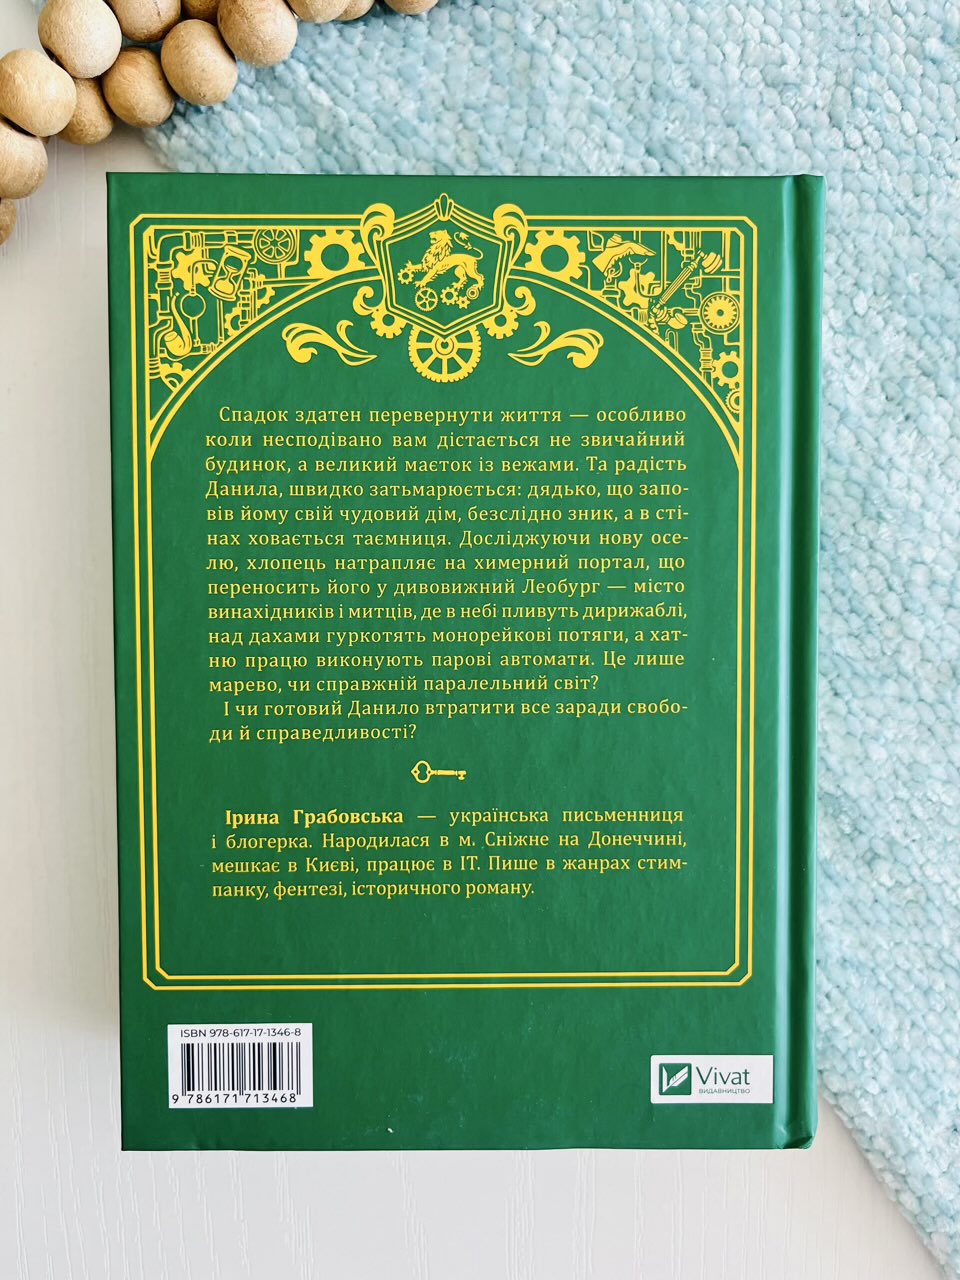 Спадок здатен перевернути життя — особливо
коли несподівано вам дістається не звичайний
будинок, а великий маєток із вежами. Та радість
Данила, швидко затьмарюється: дядько, що запо-
вів йому свій чудовий дім, безслідно зник, а в сті-
нах ховається таємниця. Досліджуючи нову осе-
лю, хлопець натрапляє на химерний портал, що
переносить його у дивовижний Леобург — місто
винахідників і митців, де в небі пливуть дирижаблі,
над дахами гуркотять монорейкові потяги, а хат-
ню працю виконують парові автомати. Це лише
марево, чи справжній паралельний світ?
І чи готовий Данило втратити все заради свобо-
ди й справедливості?
Ірина Грабовська — українська письменниця
і блогерка. Народилася в м. Сніжне на Донеччині,
мешкає в Києві, працює в ІТ. Пише в жанрах стим-
панку, фентезі, історичного роману.
ISBN 978-617-17-1346-8
9 786171 713468
Vivat
ВИДАВНИЦТВО